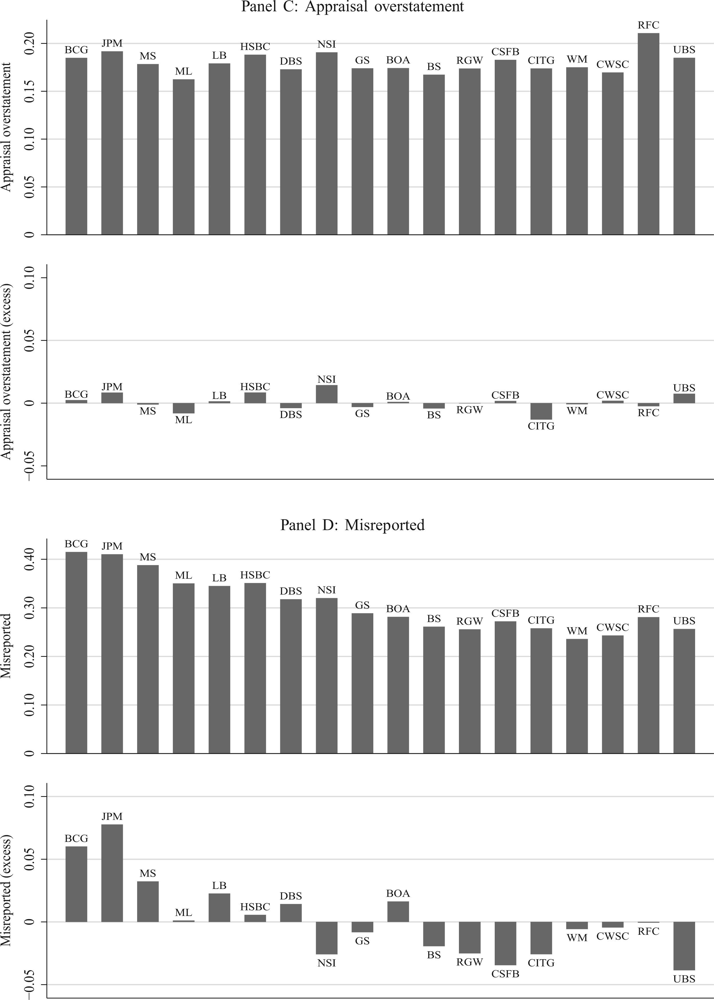 Panel C: Appraisal overstatement
Appraisal overstatement
0.20
0.15
0.10
0.05
0
BCG JPM MS ML LB HSBC DBS NSI GS BOA BS RGW CSFB CITG WM CWSC RFC UBS
Appraisal overstatement (excess)
0.10
0.05
0
−0.05
BCG JPM MS ML LB HSBC DBS NSI GS BOA BS RGW CSFB CITG WM CWSC RFC UBS
Panel D: Misreported
Misreported
0.40
0.30
0.20
0.10
0
BCG JPM MS ML LB HSBC DBS NSI GS BOA BS RGW CSFB CITG WM CWSC RFC UBS
Misreported (excess)
0.10
0.05
0
−0.05
BCG JPM MS ML LB HSBC DBS NSI GS BOA BS RGW CSFB CITG WM CWSC RFC UBS